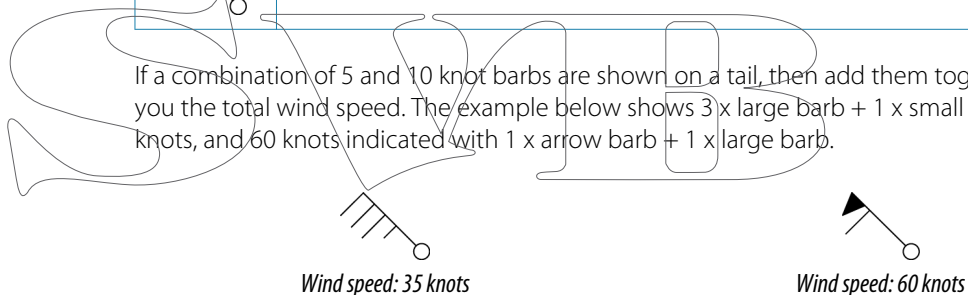 SYB
If a combination of 5 and 10 knot barbs are shown on a tail, then add them tog
you the total wind speed. The example below shows 3 x large barb + 1 x small
knots, and 60 knots indicated with 1 x arrow barb + 1 x large barb.
Wind speed: 35 knots
Wind speed: 60 knots